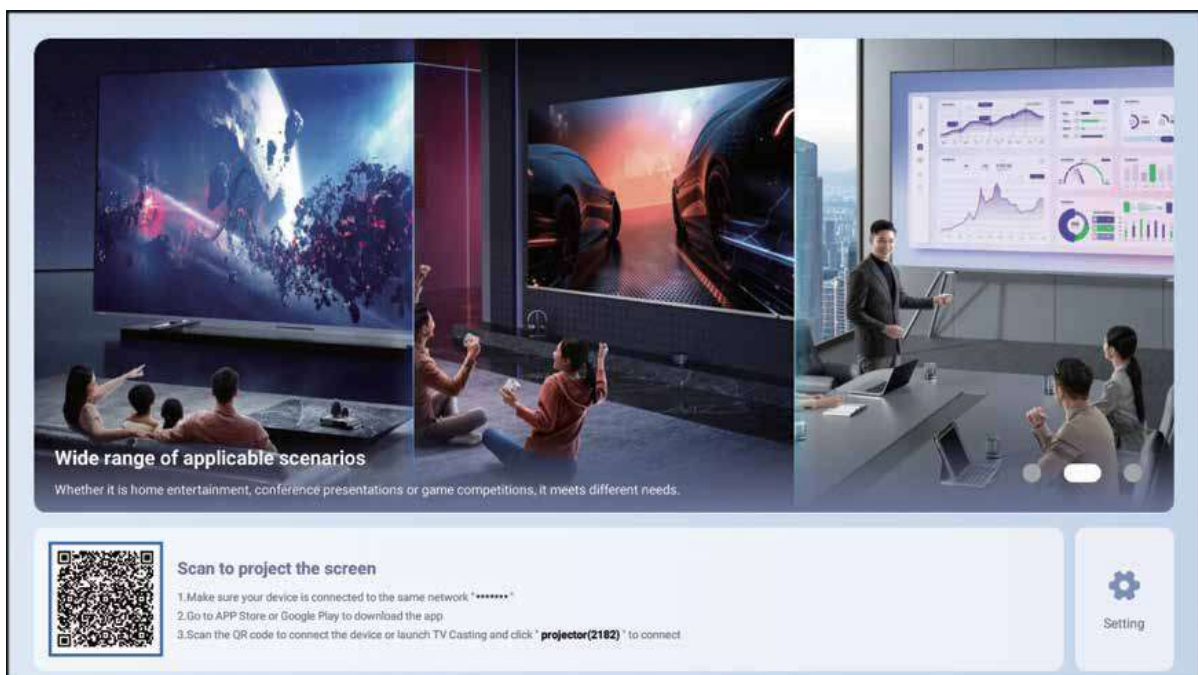 Wide range of applicable scenarios
Whether it is home entertainment, conference presentations or game competitions, it meets different needs.
Scan to project the screen
1.Make sure your device is connected to the same network "*******"
2.Go to APP Store or Google Play to download the app
3.Scan the QR code to connect the device or launch TV Casting and click " projector(2182) " to connect
Setting